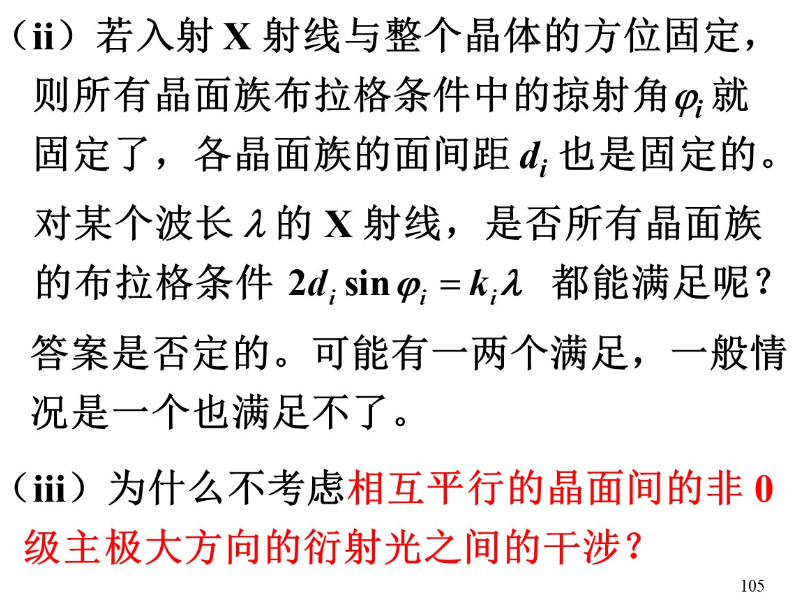 （ii）若入射 X 射线与整个晶体的方位固定，
则所有晶面族布拉格条件中的掠射角φi 就
固定了，各晶面族的面间距 di 也是固定的。
对某个波长 λ 的 X 射线，是否所有晶面族
的布拉格条件 2di sin φi = kiλ 都能满足呢？
答案是否定的。可能有一两个满足，一般情
况是一个也满足不了。
（iii）为什么不考虑相互平行的晶面间的非 0
级主极大方向的衍射光之间的干涉？
105